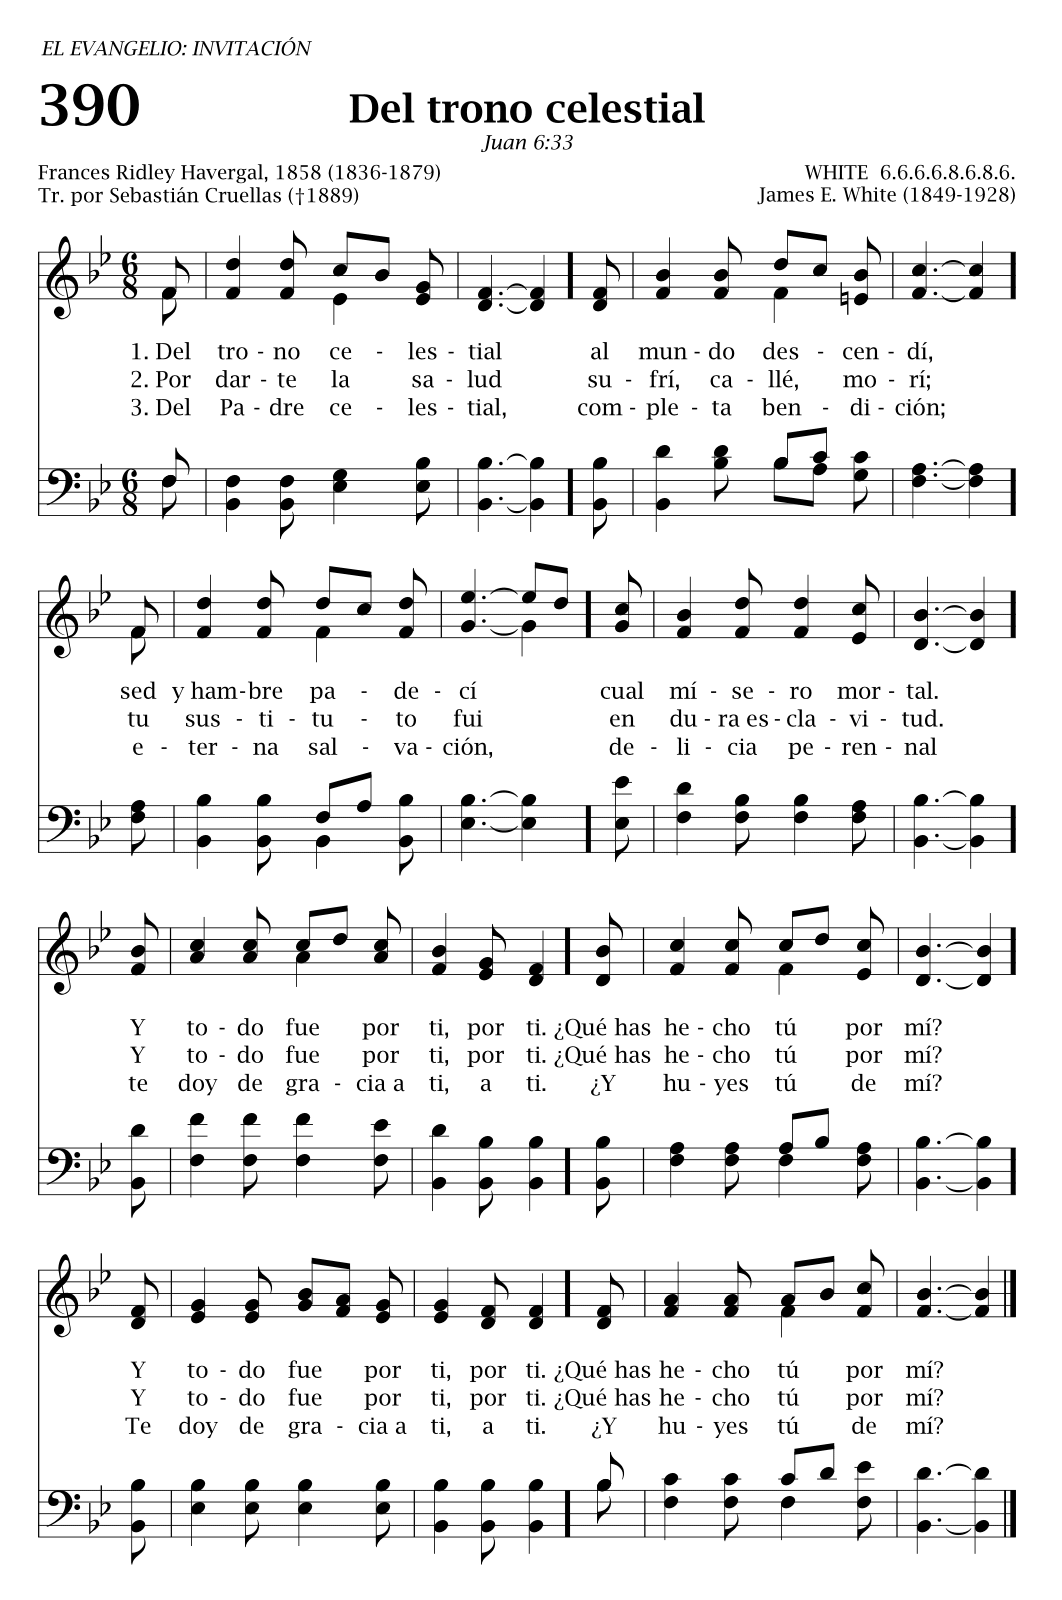 EL EVANGELIO: INVITACIÓN
390
Del trono celestial
Juan 6:33
Frances Ridley Havergal, 1858 (1836-1879)
WHITE 6.6.6.6.8.6.8.6.
Tr. por Sebastián Cruellas (†1889)
James E. White (1849-1928)
6 8
1. Del tro - no ce - les - tial al mun - do des - cen - dí,
2. Por dar - te la sa - lud su - frí, ca - llé, mo - rí;
3. Del Pa - dre ce - les - tial, com - ple - ta ben - di - ción;
6 8
sed y ham - bre pa - de - cí cual mí - se - ro mor - tal.
tu sus - ti - tu - to fui en du - ra es - cla - vi - tud.
e - ter - na sal - va - ción, de - li - cia pe - ren - nal
Y to - do fue por ti, por ti. ¿Qué has he - cho tú por mí?
Y to - do fue por ti, por ti. ¿Qué has he - cho tú por mí?
te doy de gra - cia a ti, a ti. ¿Y hu - yes tú de mí?
Y to - do fue por ti, por ti. ¿Qué has he - cho tú por mí?
Y to - do fue por ti, por ti. ¿Qué has he - cho tú por mí?
Te doy de gra - cia a ti, a ti. ¿Y hu - yes tú de mí?